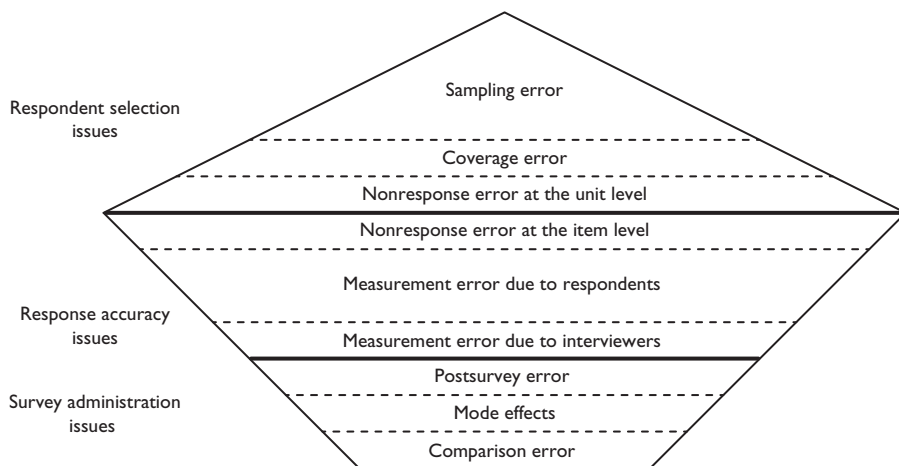 Respondent selection
issues
Sampling error
Coverage error
Nonresponse error at the unit level
Nonresponse error at the item level
Measurement error due to respondents
Response accuracy
issues
Measurement error due to interviewers
Postsurvey error
Survey administration
issues
Mode effects
Comparison error